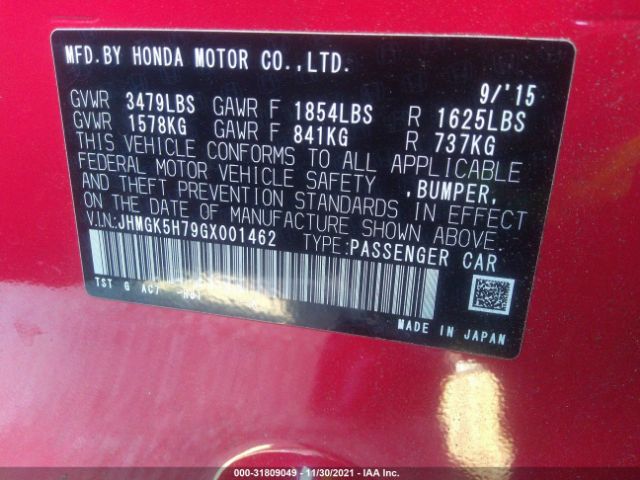 MFD.BY HONDA MOTOR CO.,LTD.
9/'15
GVWR 3479LBS GAWR F 1854LBS R 1625LBS
GVWR 1578KG GAWR F 841KG R 737KG
THIS VEHICLE CONFORMS TO ALL APPLICABLE
FEDERAL MOTOR VEHICLE SAFETY ,BUMPER,
AND THEFT PREVENTION STANDARDS IN EFFECT
ON THE DATE OF MANUFACTURE SHOWN ABOVE.
V.I.N.:JHMGK5H79GX001462 TYPE:PASSENGER CAR
TST G AC7
MADE IN JAPAN
000-31809049 - 11/30/2021 - IAA Inc.